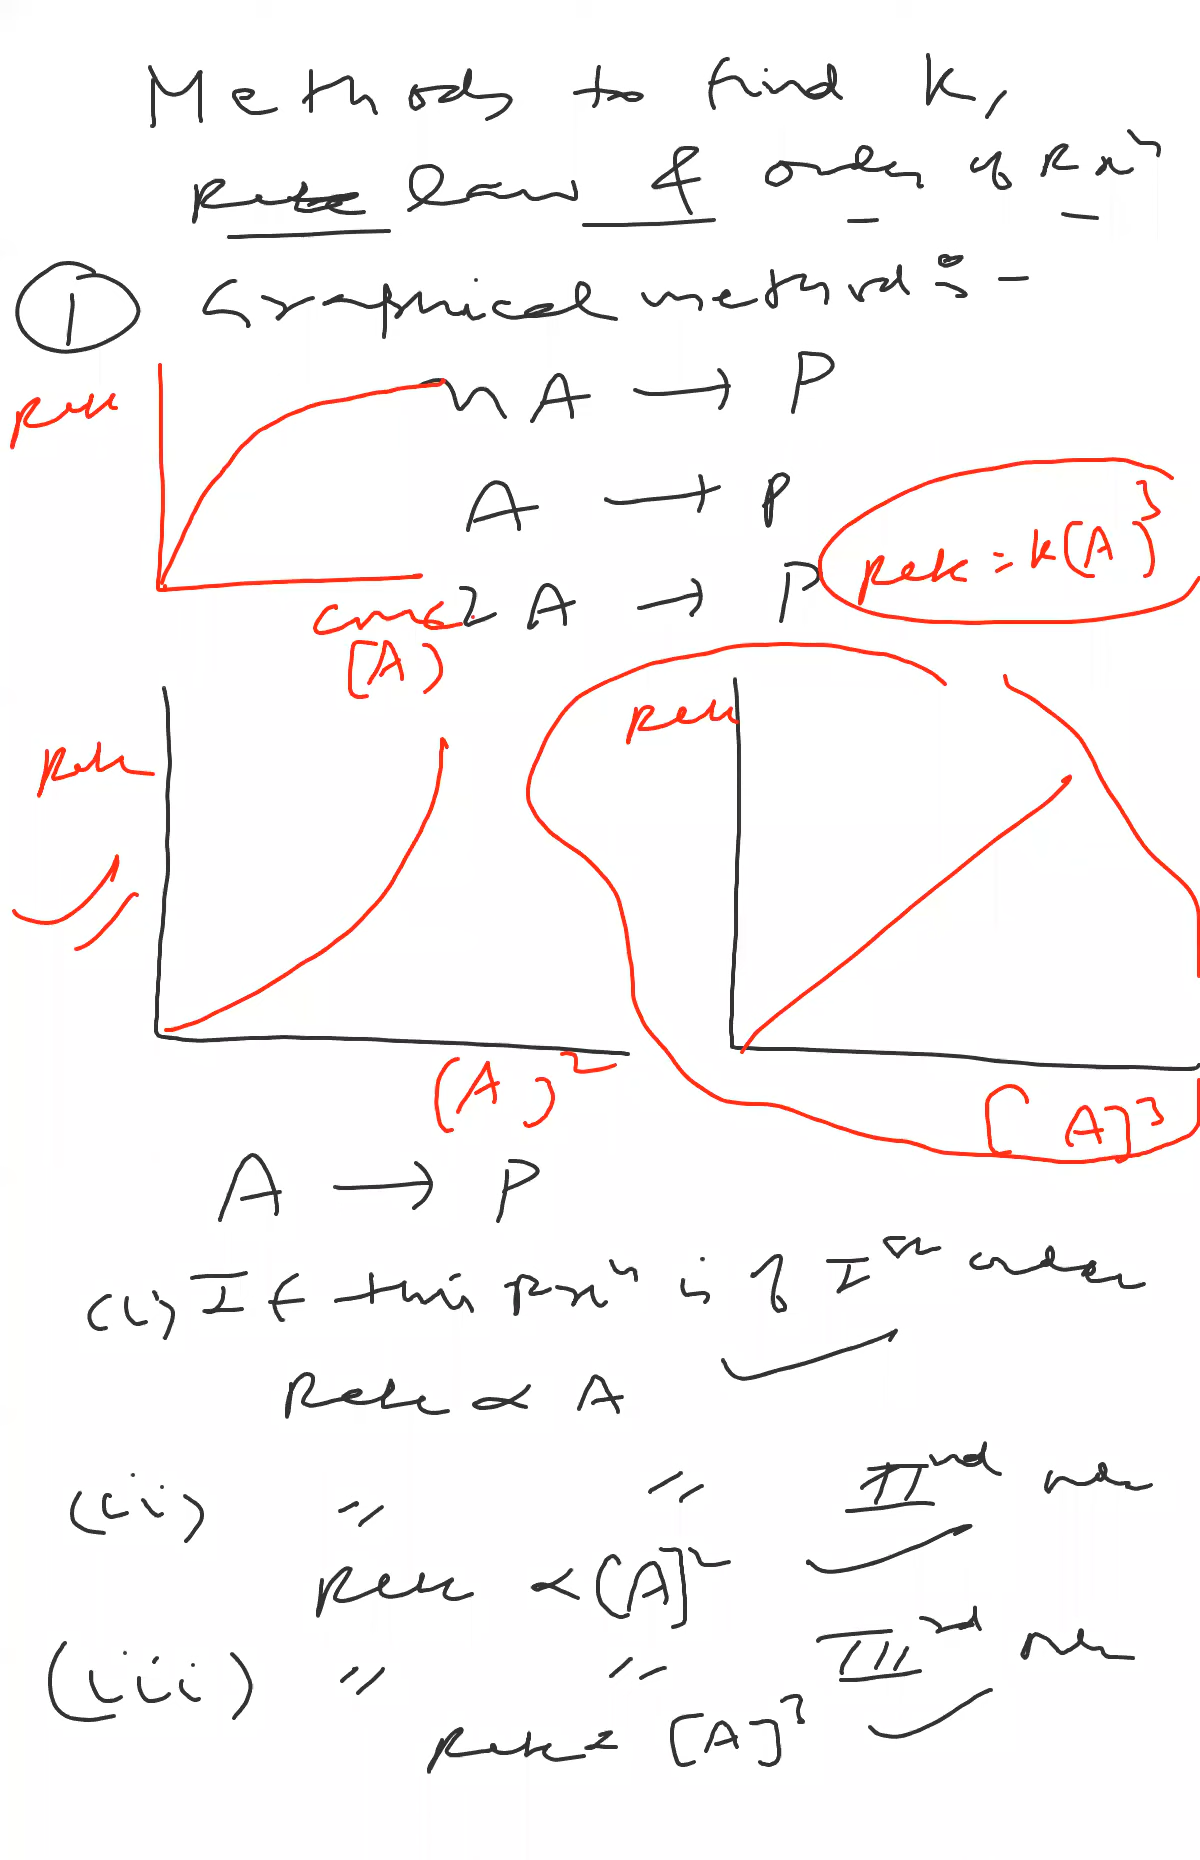 Methods to find k,
Rate law & order of Rxn
① Graphical method :-
Rate
nA → P
A → P
Rate = k[A]³
2A → P
conc.
[A]
Rate
Rate
[A]²
[A]³
A → P
(i) If this Rxn is of Ist order
Rate ∝ A
(ii) " " IInd order
Rate ∝ [A]²
(iii) " " IIIrd order
Rate ∝ [A]³